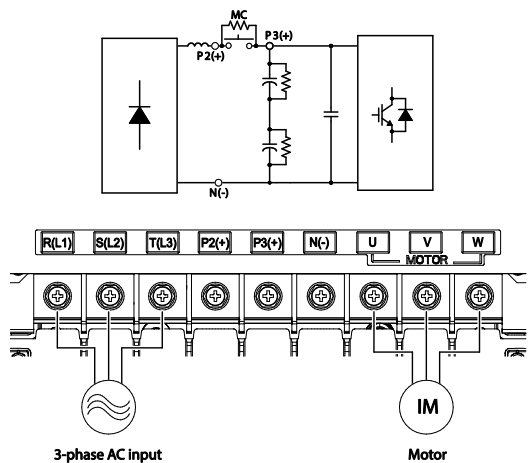 MC
P2(+)
P3(+)
N(-)
R(L1) S(L2) T(L3) P2(+) P3(+) N(-) U V W
MOTOR
IM
3-phase AC input
Motor